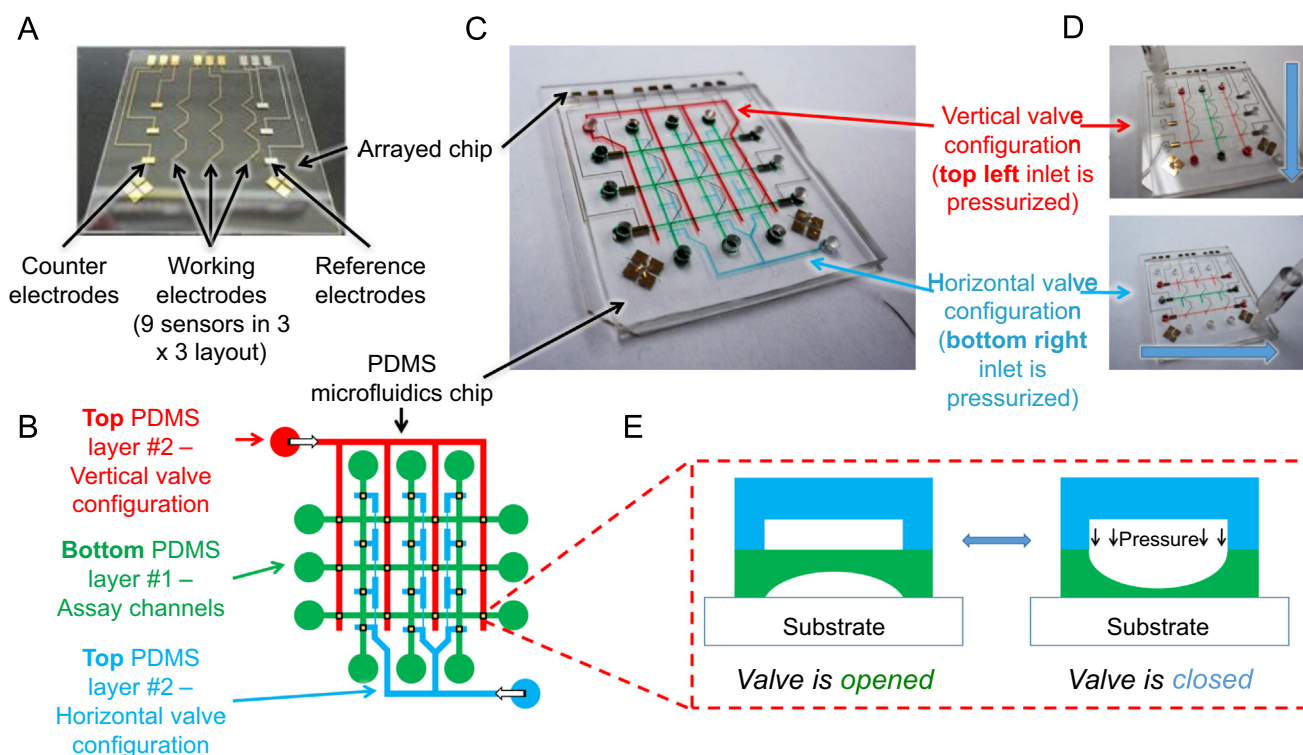 A
Counter
electrodes
Working
electrodes
(9 sensors in 3
x 3 layout)
Reference
electrodes
Arrayed chip
C
PDMS
microfluidics chip
Vertical valve
configuration
(top left inlet is
pressurized)
Horizontal valve
configuration
(bottom right
inlet is
pressurized)
D
B
Top PDMS
layer #2 –
Vertical valve
configuration
Bottom PDMS
layer #1 –
Assay channels
Top PDMS
layer #2 –
Horizontal valve
configuration
E
Substrate
Valve is opened
Pressure
Substrate
Valve is closed